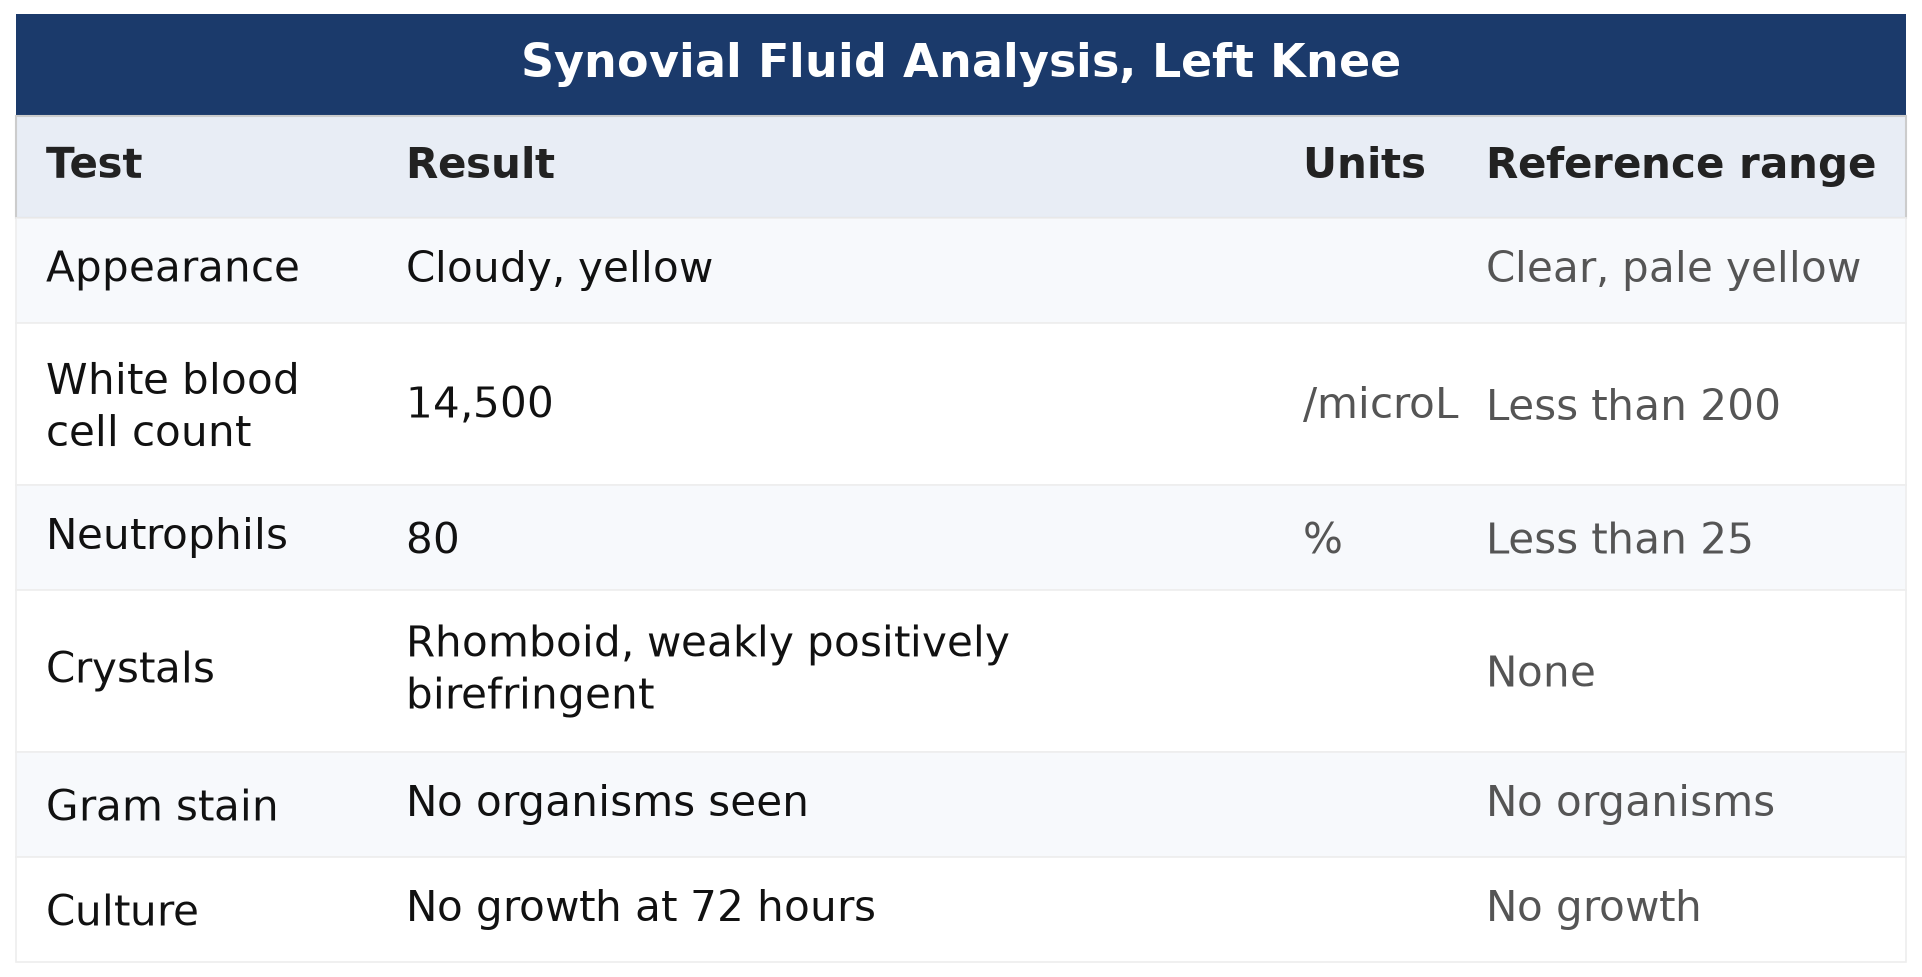 Synovial Fluid Analysis, Left Knee
Test Result Units Reference range
Appearance Cloudy, yellow Clear, pale yellow
White blood
cell count 14,500 /microL Less than 200
Neutrophils 80 % Less than 25
Crystals Rhomboid, weakly positively
birefringent None
Gram stain No organisms seen No organisms
Culture No growth at 72 hours No growth